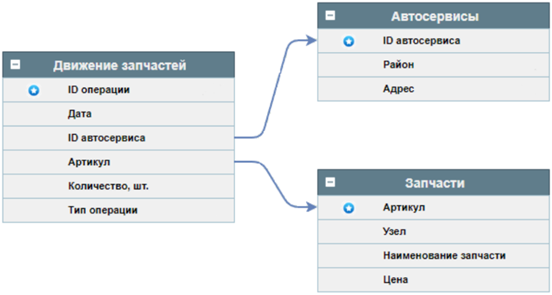 Движение запчастей
ID операции
Дата
ID автосервиса
Артикул
Количество, шт.
Тип операции
Автосервисы
ID автосервиса
Район
Адрес
Запчасти
Артикул
Узел
Наименование запчасти
Цена